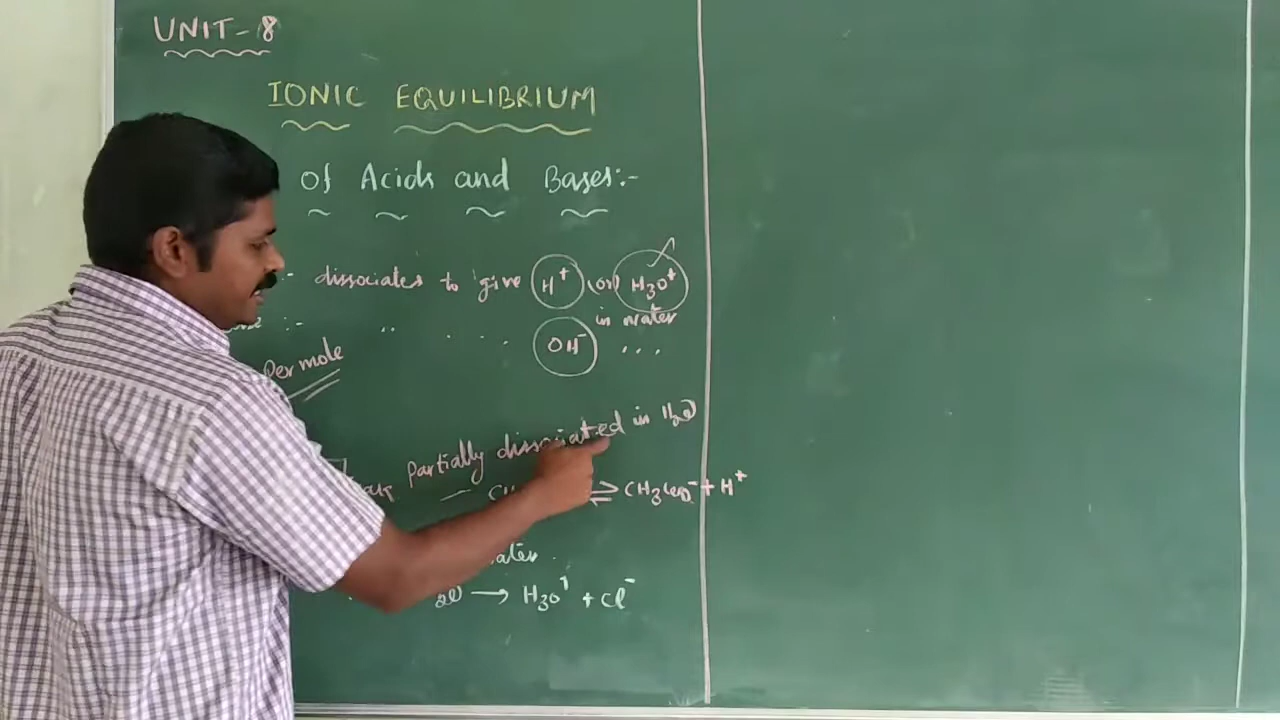 UNIT-8
IONIC EQUILIBRIUM
of Acids and Bases:-
:- dissociates to give H⁺ (or) H₃O⁺
in water
:- ,, ... OH⁻ ,,,
Per mole
partially dissociated in H₂O
⇌ CH₃COO⁻ + H⁺
→ H₃O⁺ + Cl⁻